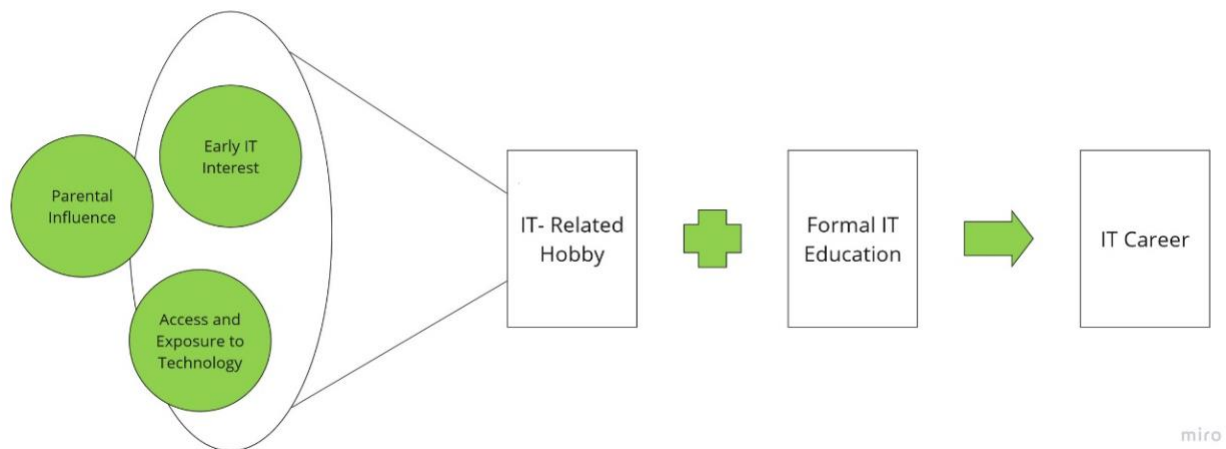 Parental
Influence
Early IT
Interest
Access and
Exposure to
Technology
IT- Related
Hobby
Formal IT
Education
IT Career
miro